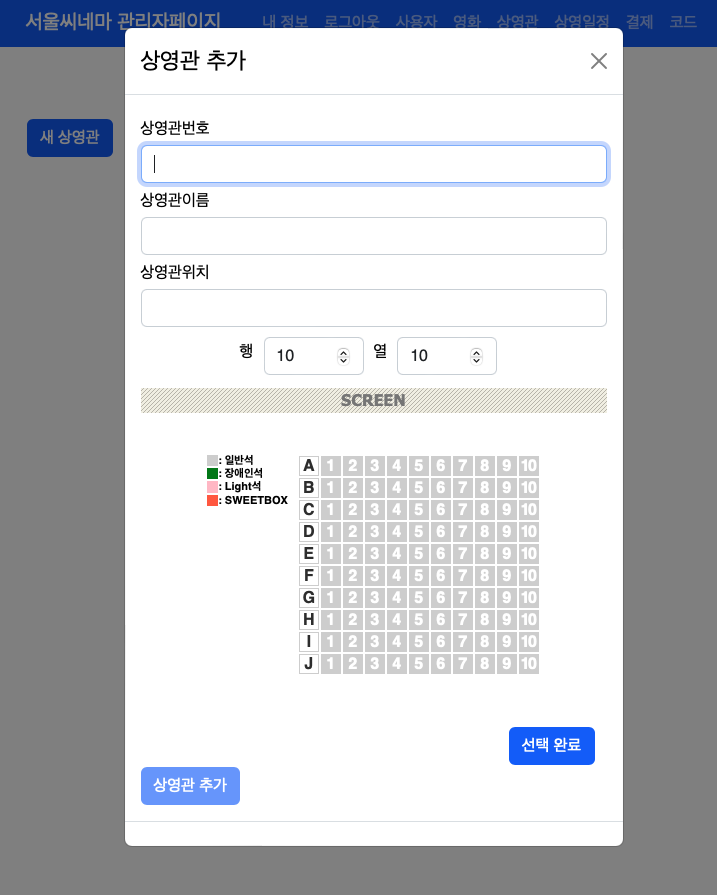 서울씨네마 관리자페이지 내 정보 로그아웃 사용자 영화 상영관 상영일정 결제 코드
상영관 추가
새 상영관
상영관번호
상영관이름
상영관위치
행 10 열 10
SCREEN
: 일반석
: 장애인석
: Light석
: SWEETBOX
A 1 2 3 4 5 6 7 8 9 10
B 1 2 3 4 5 6 7 8 9 10
C 1 2 3 4 5 6 7 8 9 10
D 1 2 3 4 5 6 7 8 9 10
E 1 2 3 4 5 6 7 8 9 10
F 1 2 3 4 5 6 7 8 9 10
G 1 2 3 4 5 6 7 8 9 10
H 1 2 3 4 5 6 7 8 9 10
I 1 2 3 4 5 6 7 8 9 10
J 1 2 3 4 5 6 7 8 9 10
선택 완료
상영관 추가